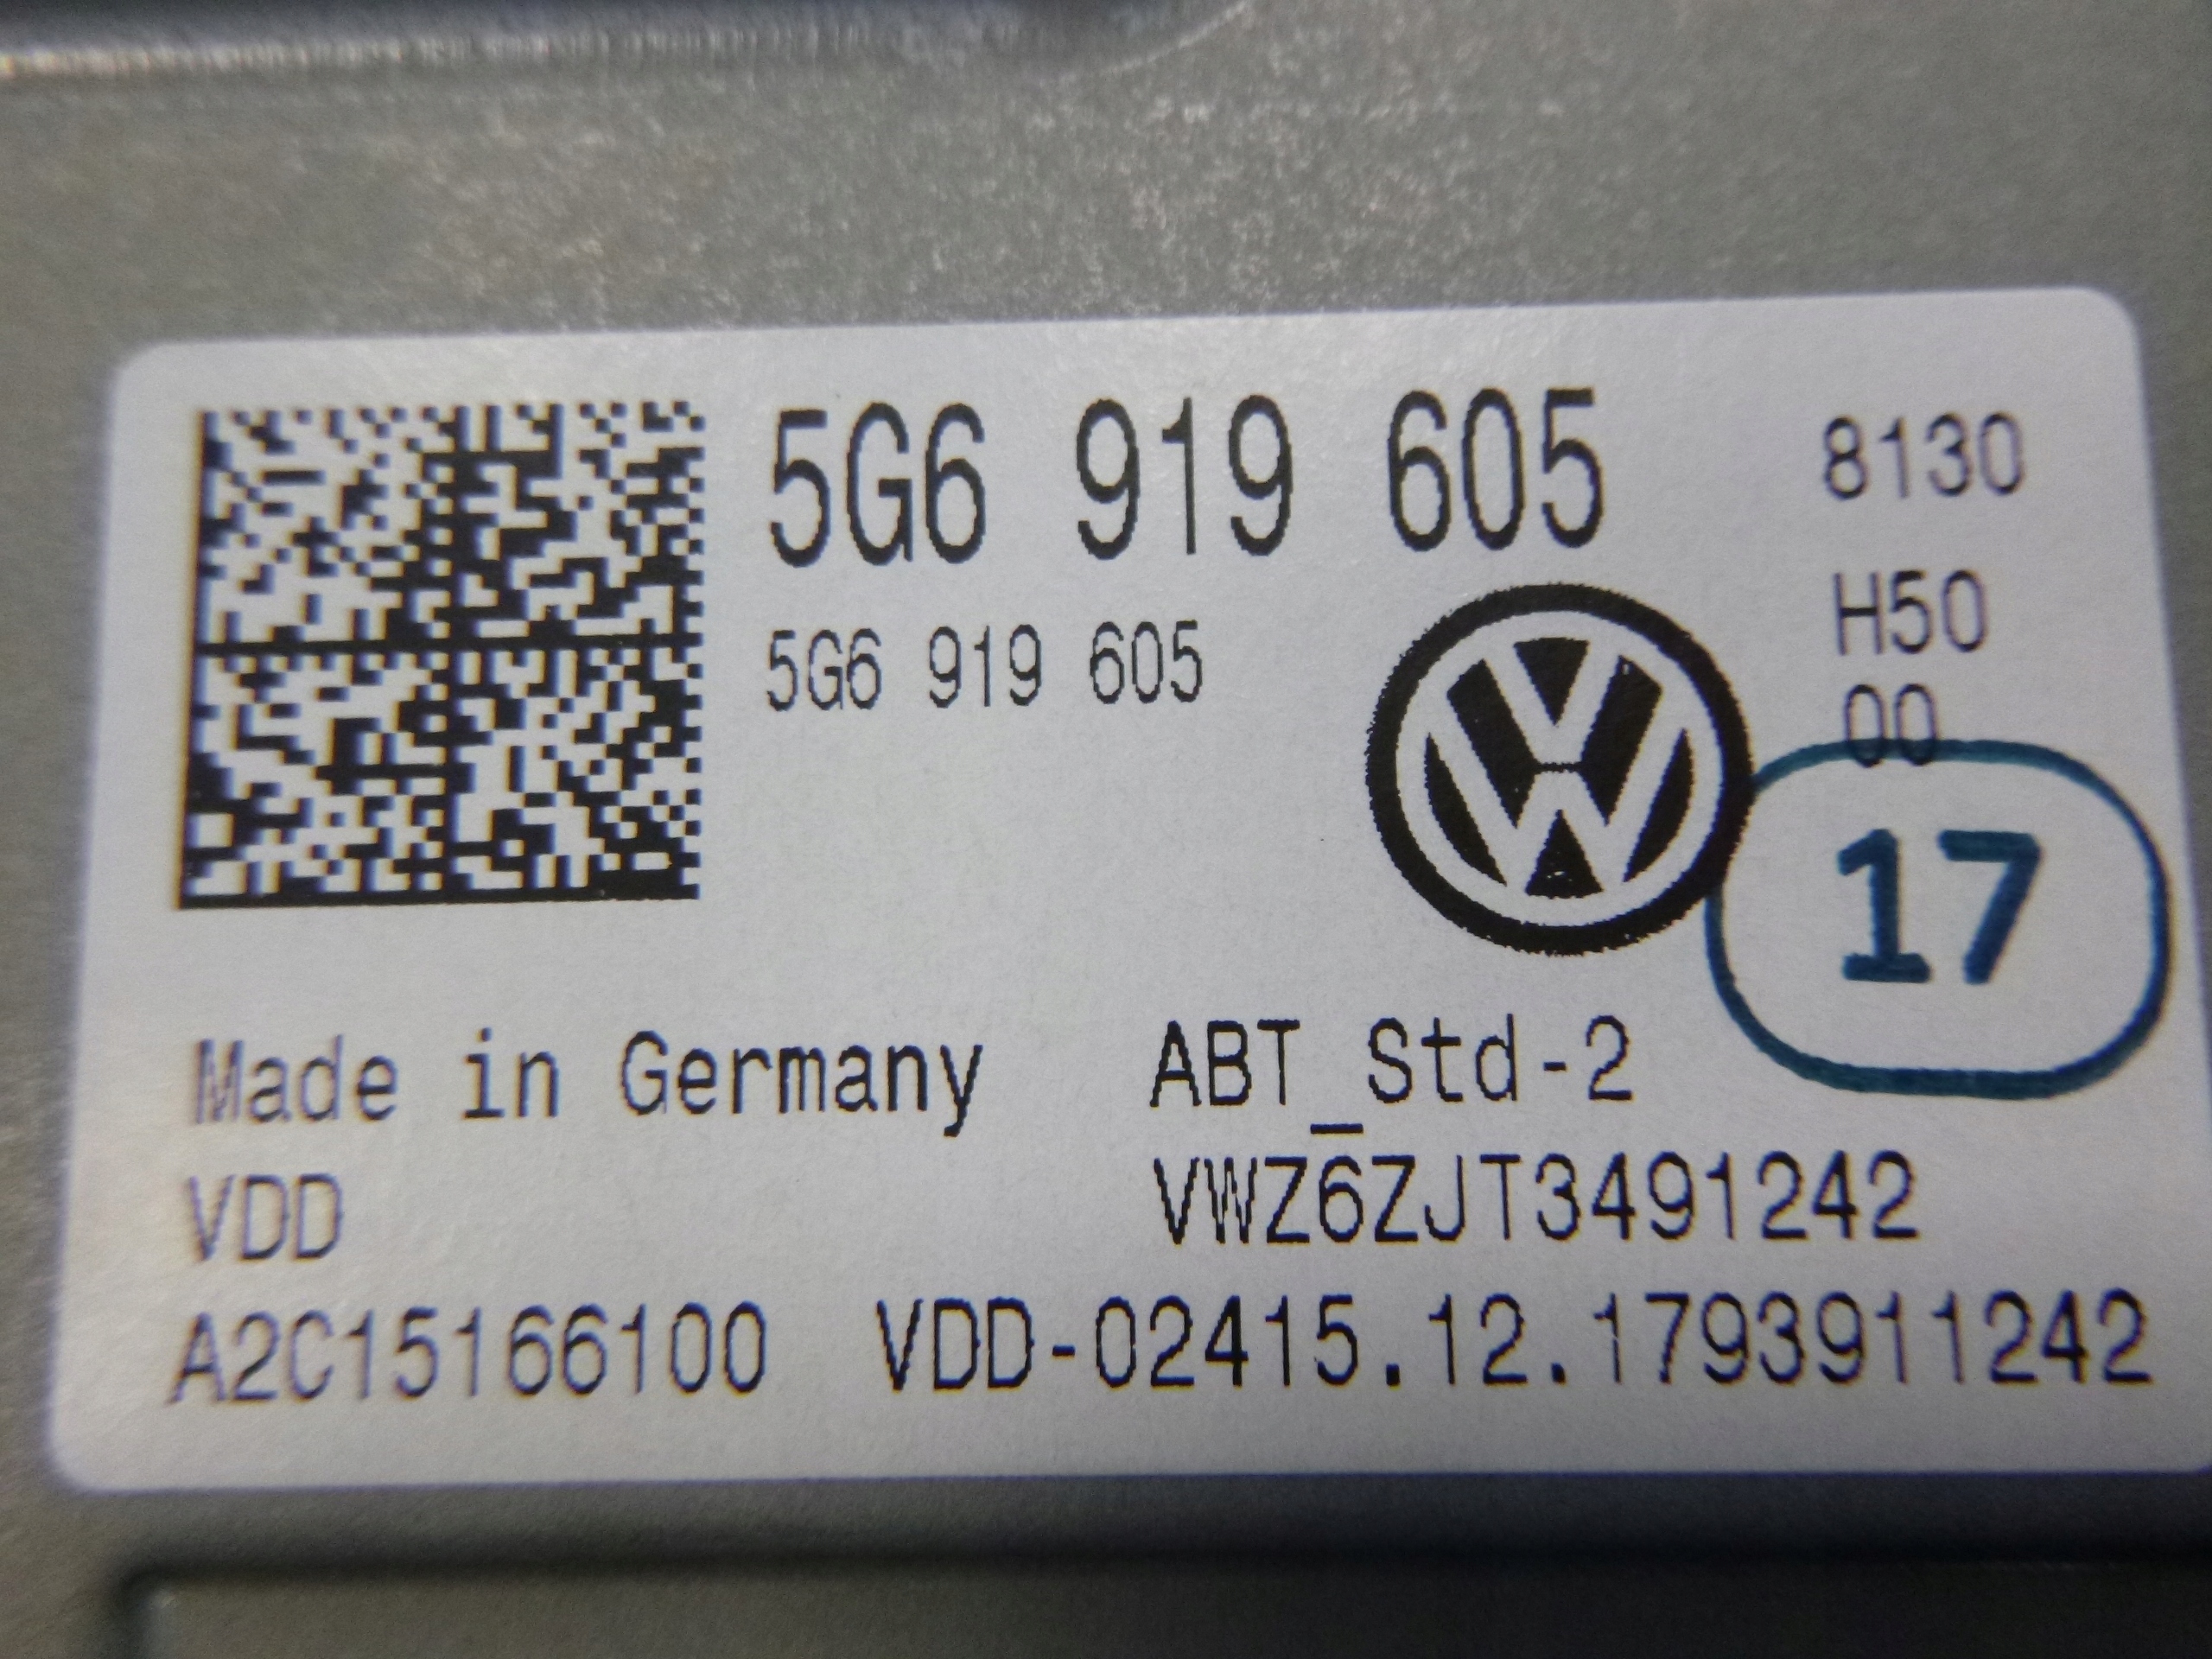 5G6 919 605 8130
5G6 919 605 H50
00
17
Made in Germany ABT_Std-2
VDD VWZ6ZJT3491242
A2C15166100 VDD-02415.12.1793911242